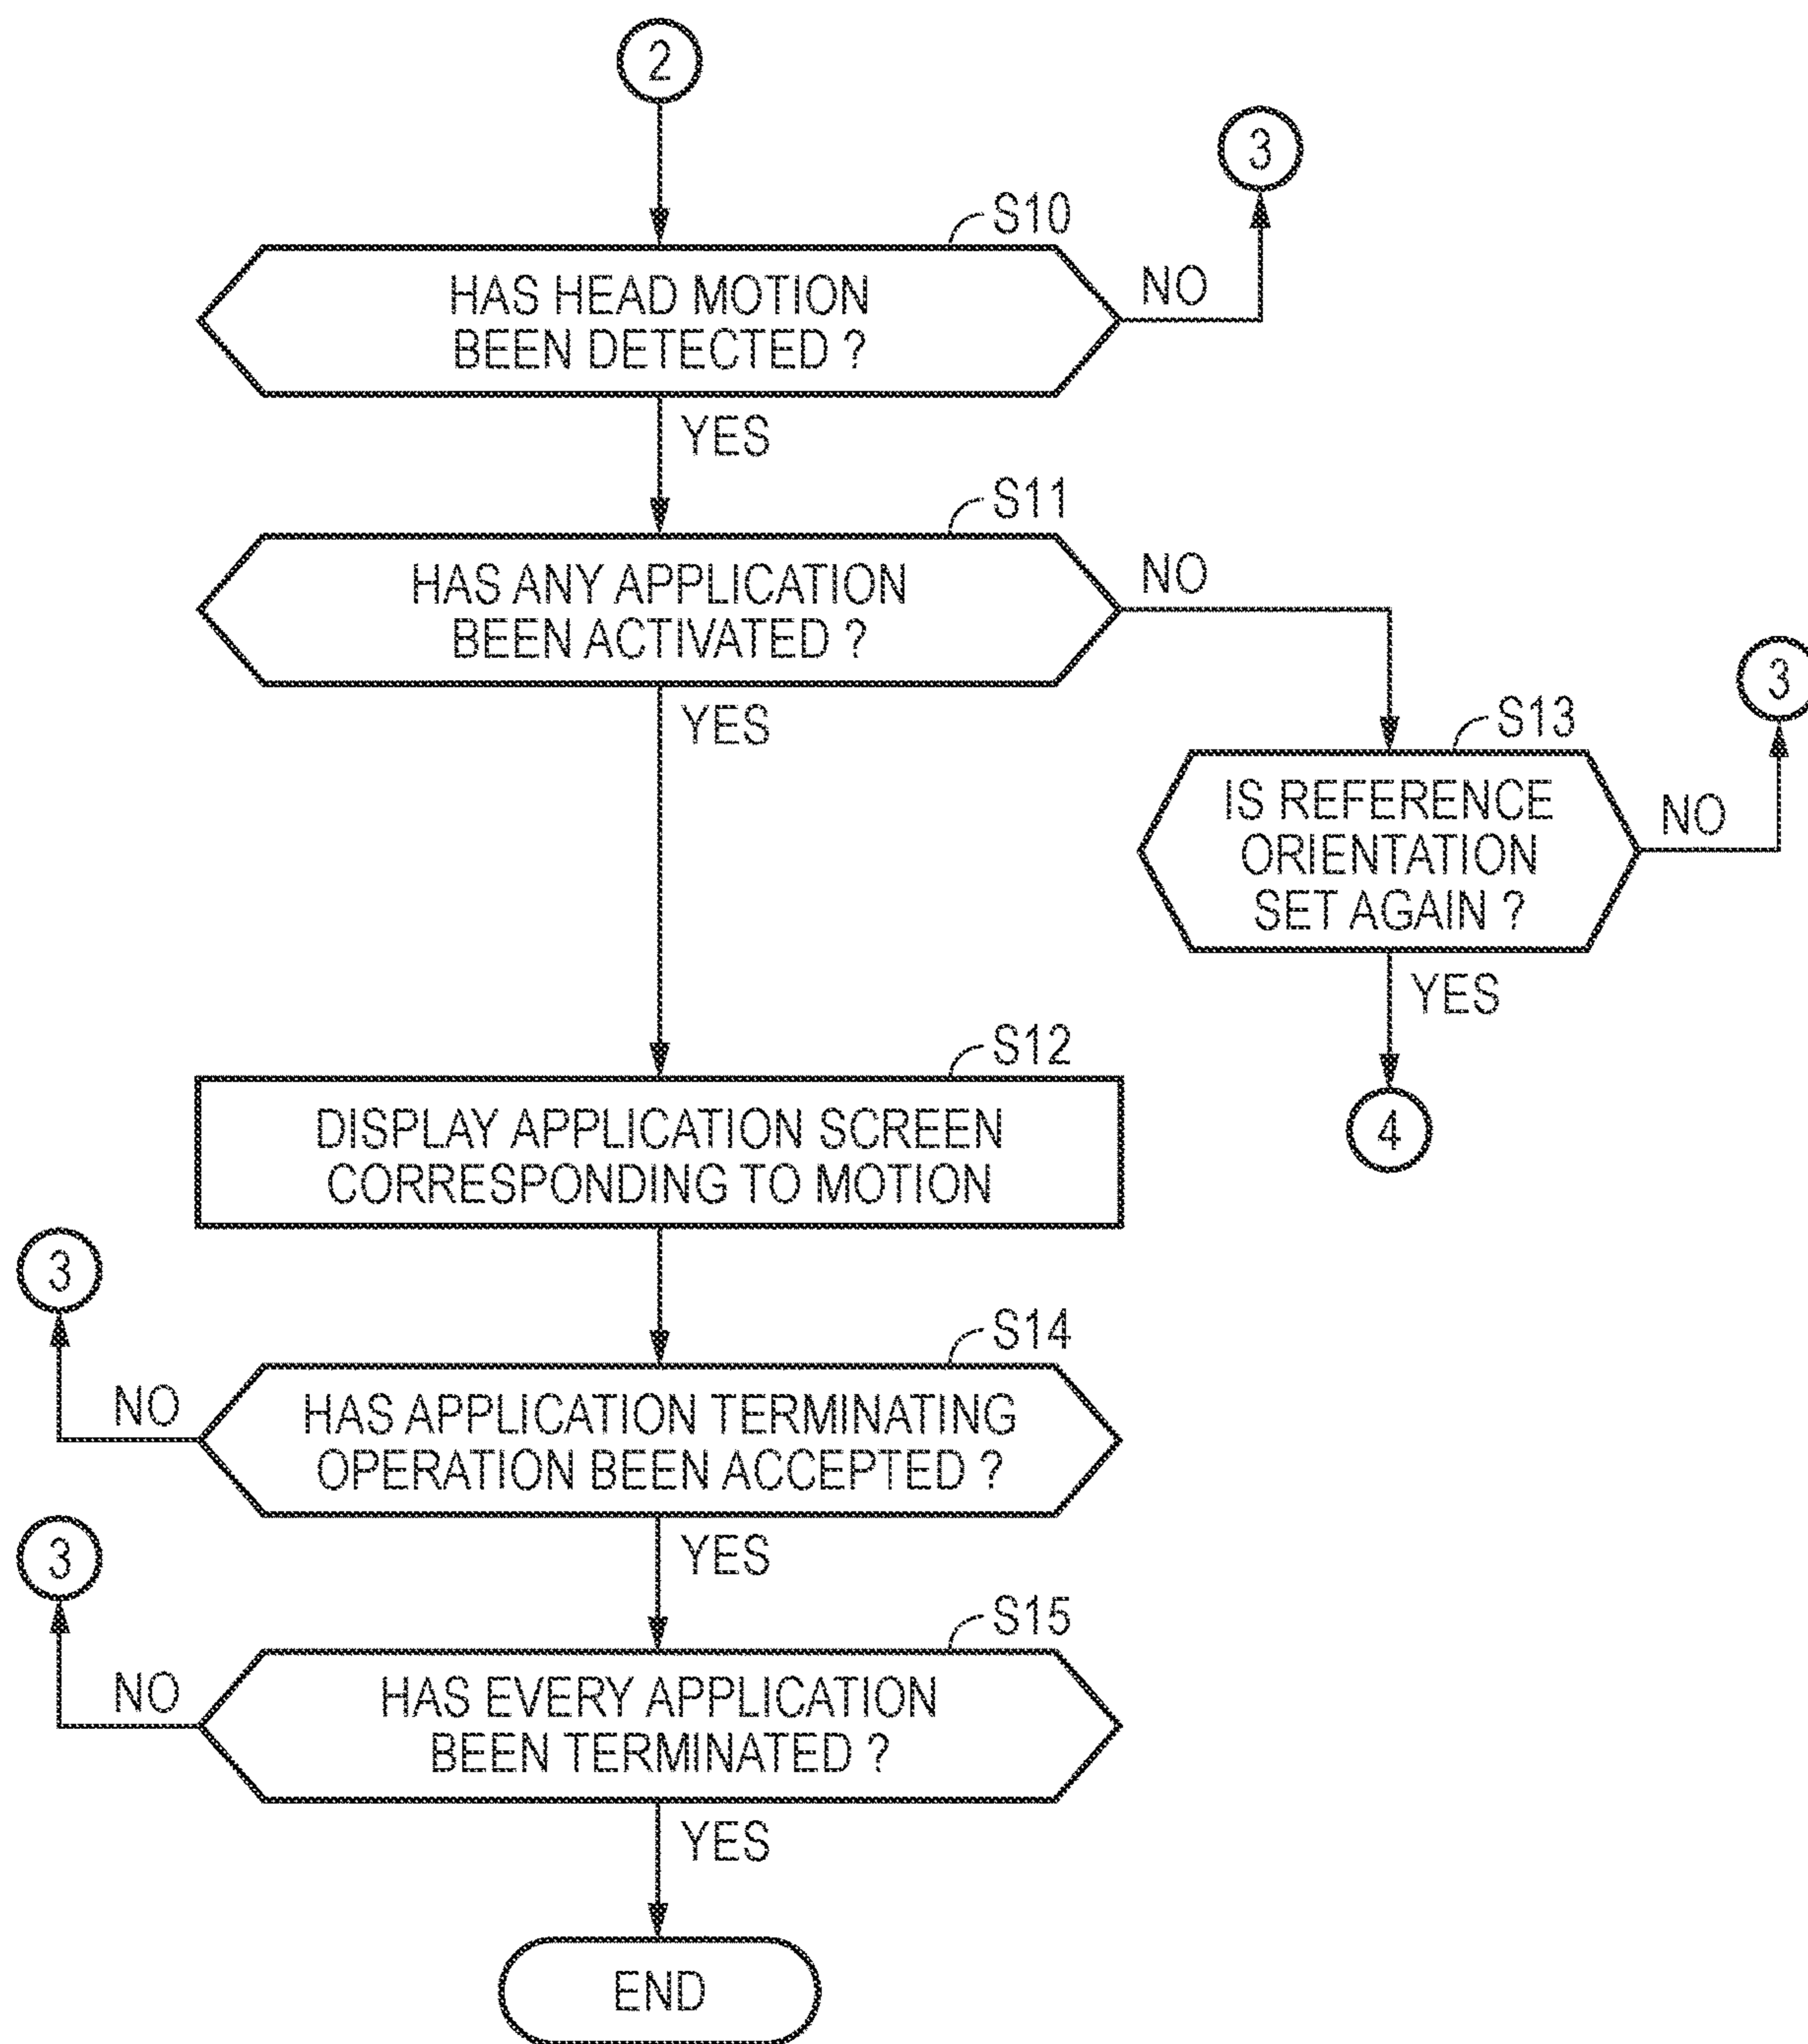 2
3
S10
HAS HEAD MOTION
BEEN DETECTED ?
NO
YES
S11
HAS ANY APPLICATION
BEEN ACTIVATED ?
NO
YES
3
S13
IS REFERENCE
ORIENTATION
SET AGAIN ?
NO
YES
4
S12
DISPLAY APPLICATION SCREEN
CORRESPONDING TO MOTION
3
S14
HAS APPLICATION TERMINATING
OPERATION BEEN ACCEPTED ?
NO
YES
3
S15
HAS EVERY APPLICATION
BEEN TERMINATED ?
NO
YES
END